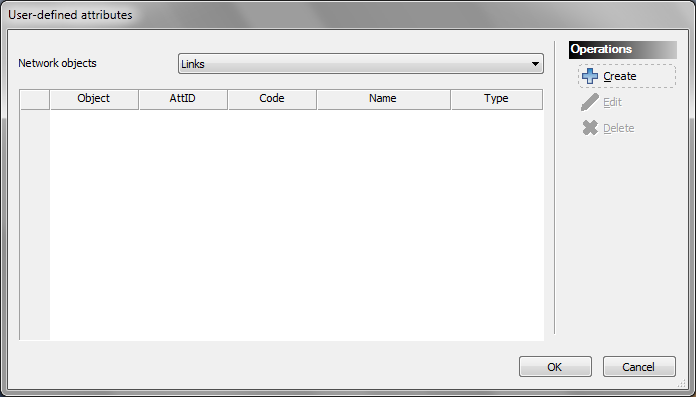 User-defined attributes
Network objects
Links
Operations
Create
Edit
Delete
Object AttID Code Name Type
OK Cancel